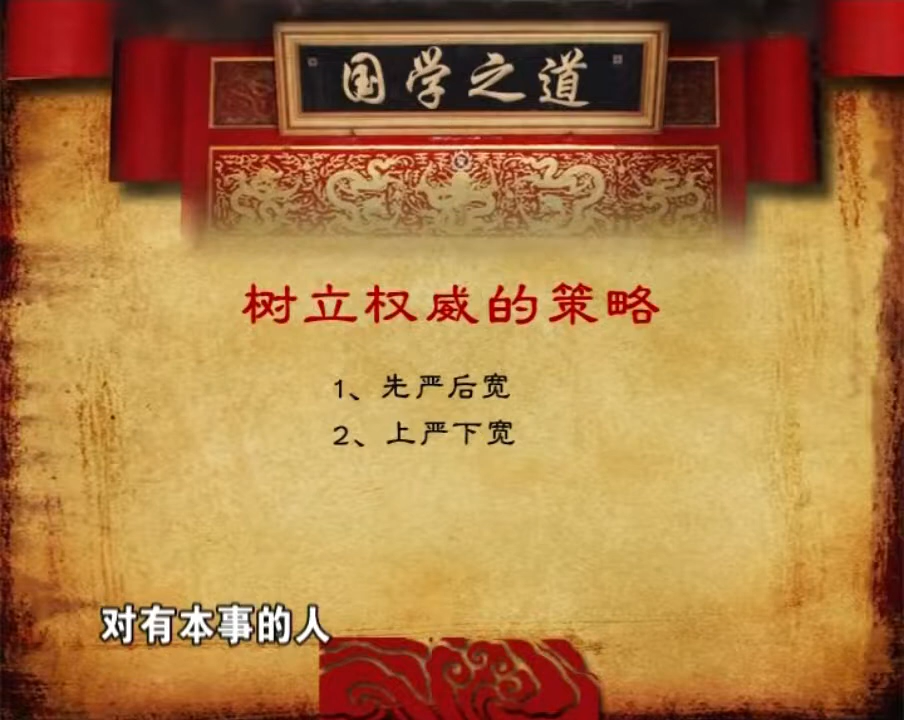 国学之道
树立权威的策略
1、先严后宽
2、上严下宽
对有本事的人